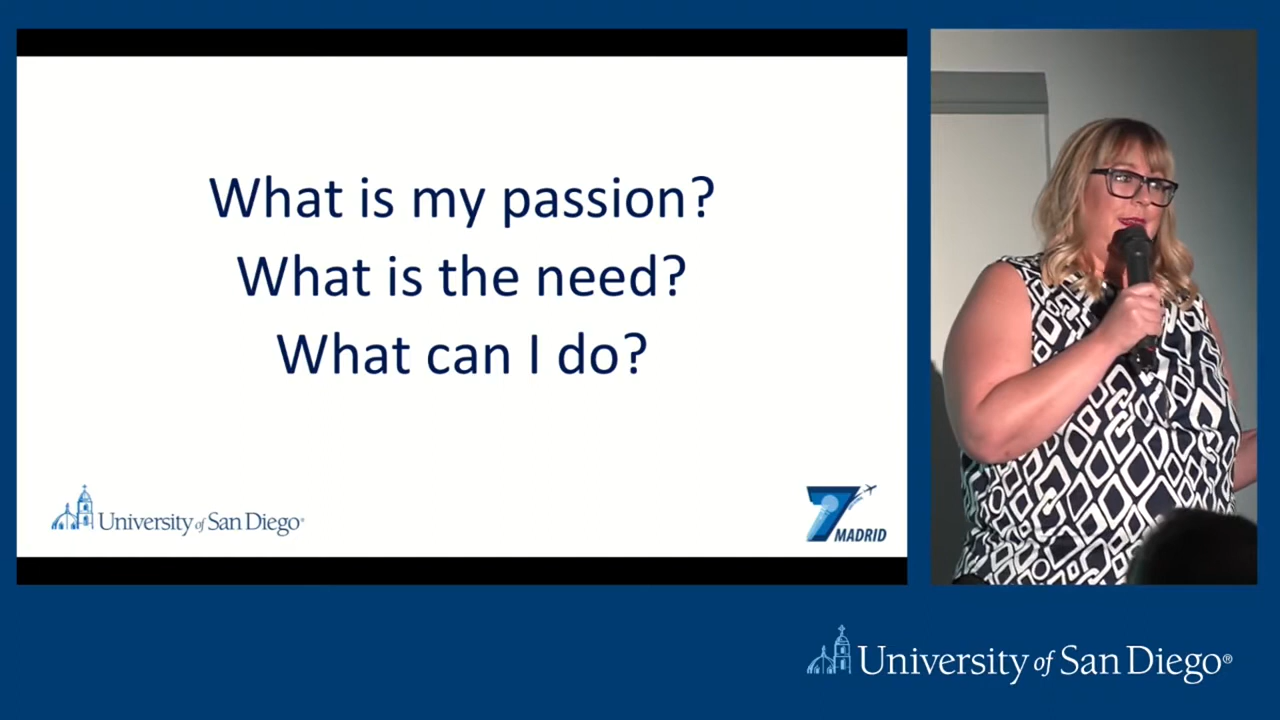 What is my passion?
What is the need?
What can I do?
University of San Diego®
7 MADRID
University of San Diego®